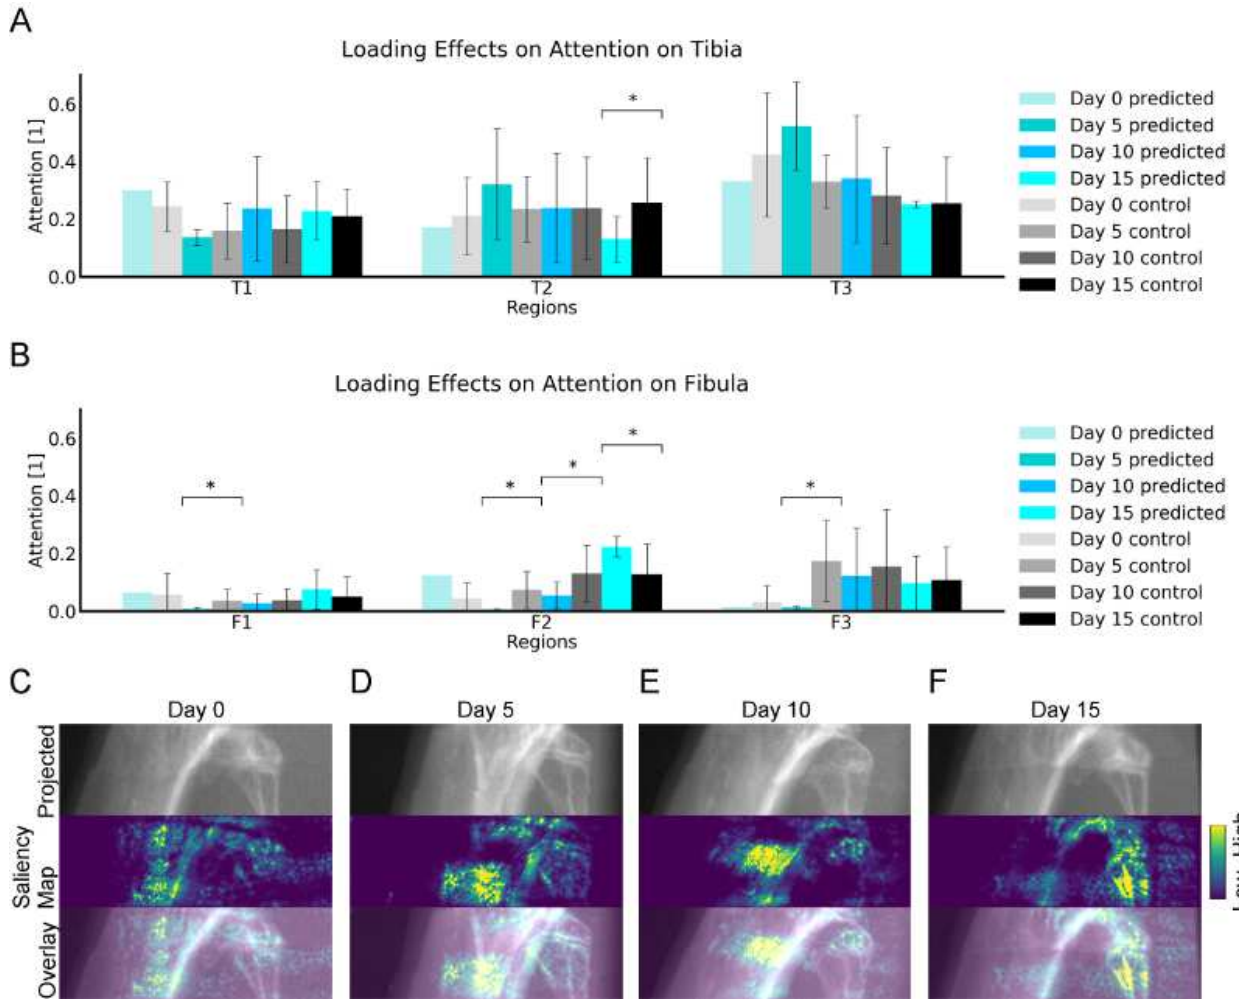 A
Loading Effects on Attention on Tibia
Attention [1]
0.6
0.4
0.2
0.0
*
T1
T2
T3
Regions
Day 0 predicted
Day 5 predicted
Day 10 predicted
Day 15 predicted
Day 0 control
Day 5 control
Day 10 control
Day 15 control
B
Loading Effects on Attention on Fibula
Attention [1]
0.6
0.4
0.2
0.0
*
*
*
*
*
F1
F2
F3
Regions
Day 0 predicted
Day 5 predicted
Day 10 predicted
Day 15 predicted
Day 0 control
Day 5 control
Day 10 control
Day 15 control
C
D
E
F
Day 0
Day 5
Day 10
Day 15
Projected
Saliency
Map
Overlay